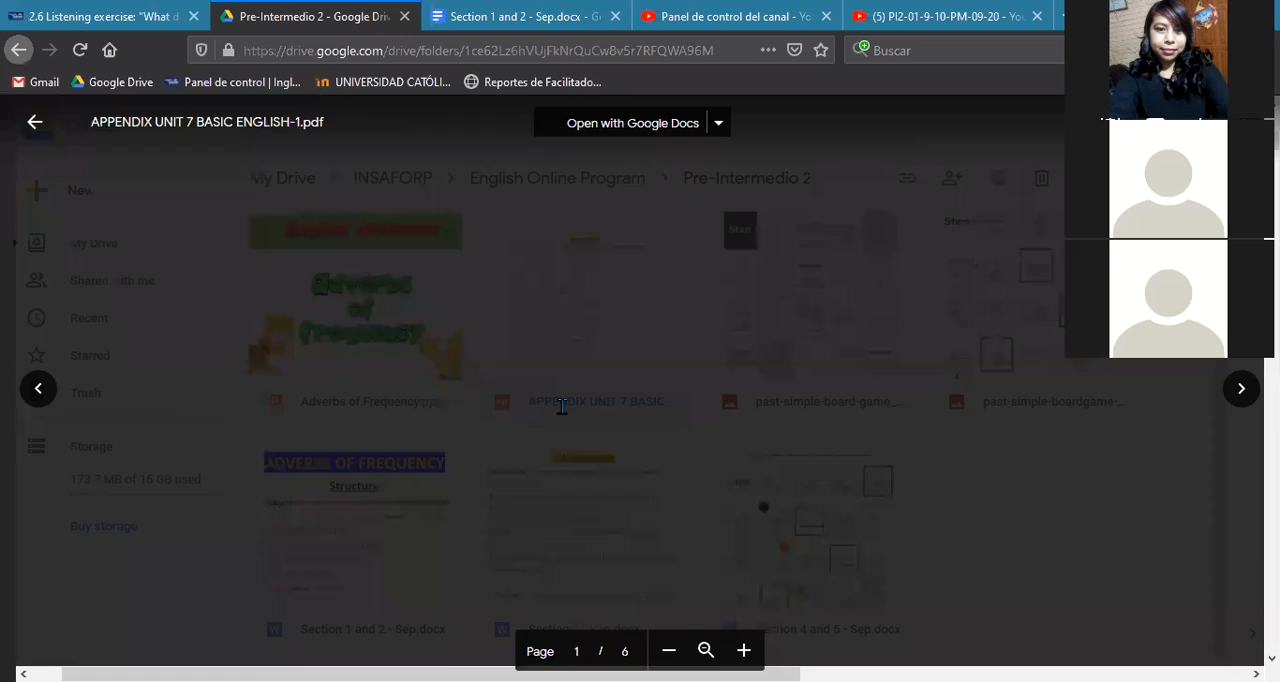 2.6 Listening exercise: "What d
Pre-Intermedio 2 - Google Driv
Section 1 and 2 - Sep.docx - G
Panel de control del canal - Yo
(5) PI2-01-9-10-PM-09-20 - You
https://drive.google.com/drive/folders/1ce62Lz6hVUjFkNrQuCw8v5r7RFQWA96M
Buscar
Gmail
Google Drive
Panel de control | Ingl...
UNIVERSIDAD CATÓLI...
Reportes de Facilitado...
APPENDIX UNIT 7 BASIC ENGLISH-1.pdf
Open with Google Docs
My Drive
INSAFORP
English Online Program
Pre-Intermedio 2
New
My Drive
Shared with me
Recent
Starred
Trash
Storage
173.7 MB of 15 GB used
Buy storage
Start
Adverbs
of
frequency
Adverbs of Frequency.pp...
APPENDIX UNIT 7 BASIC
past-simple-board-game_...
past-simple-boardgame-...
ADVERBS OF FREQUENCY
Structure
Section 1 and 2 - Sep.docx
Section 4 and 5 - Sep.docx
Page 1 / 6